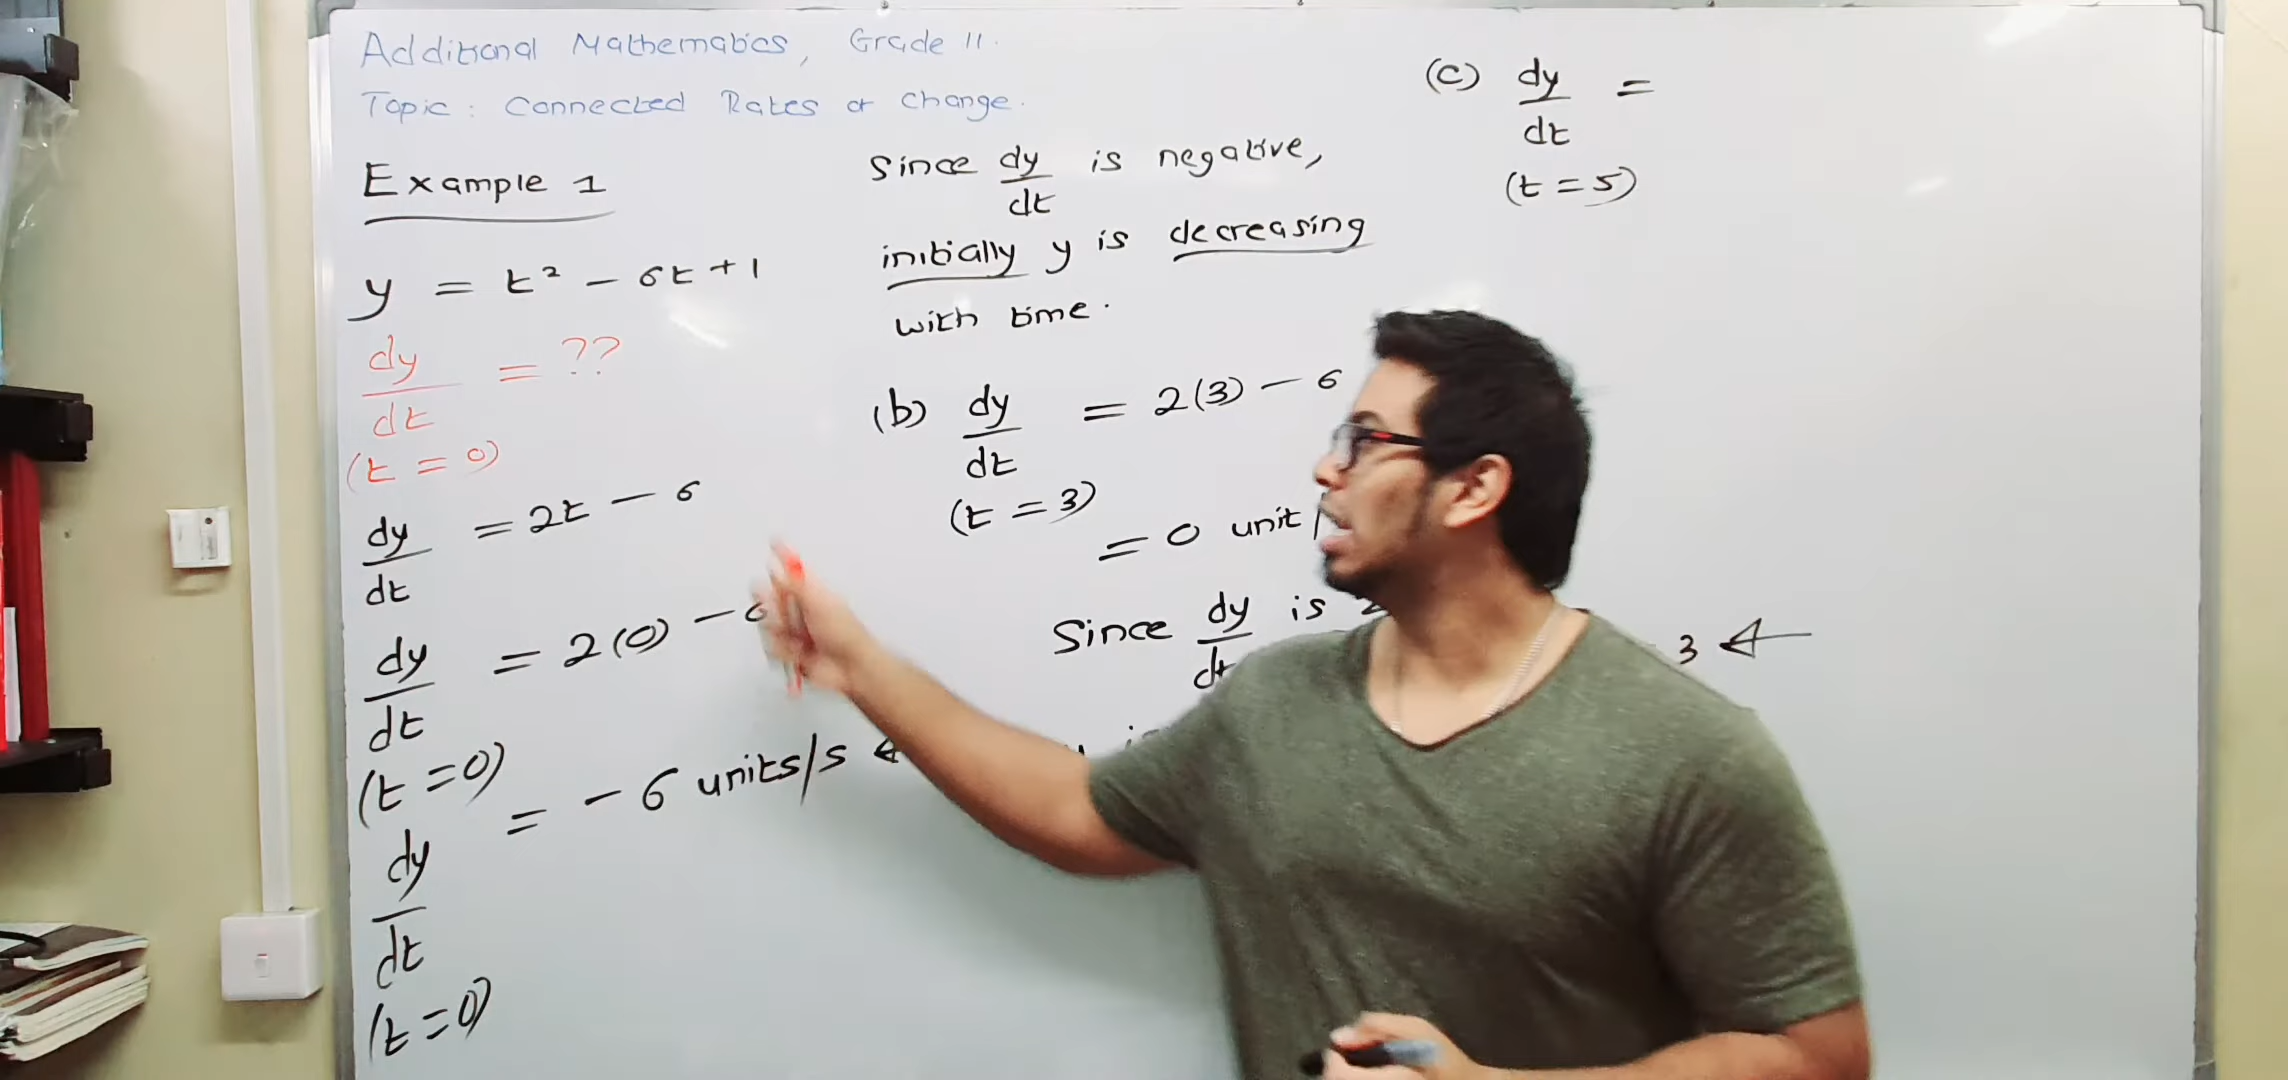 Additional Mathematics, Grade 11.
Topic: Connected Rates of Change.
Example 1
y = t² - 6t + 1
dy/dt = ??
(t = 0)
dy/dt = 2t - 6
dy/dt = 2(0) - 6
(t = 0)
= - 6 units/s
dy/dt
(t = 0)
Since dy/dt is negative,
initially y is decreasing
with time.
(b) dy/dt = 2(3) - 6
(t = 3)
= 0 unit/
Since dy/dt is
3
(c) dy/dt =
(t = 5)